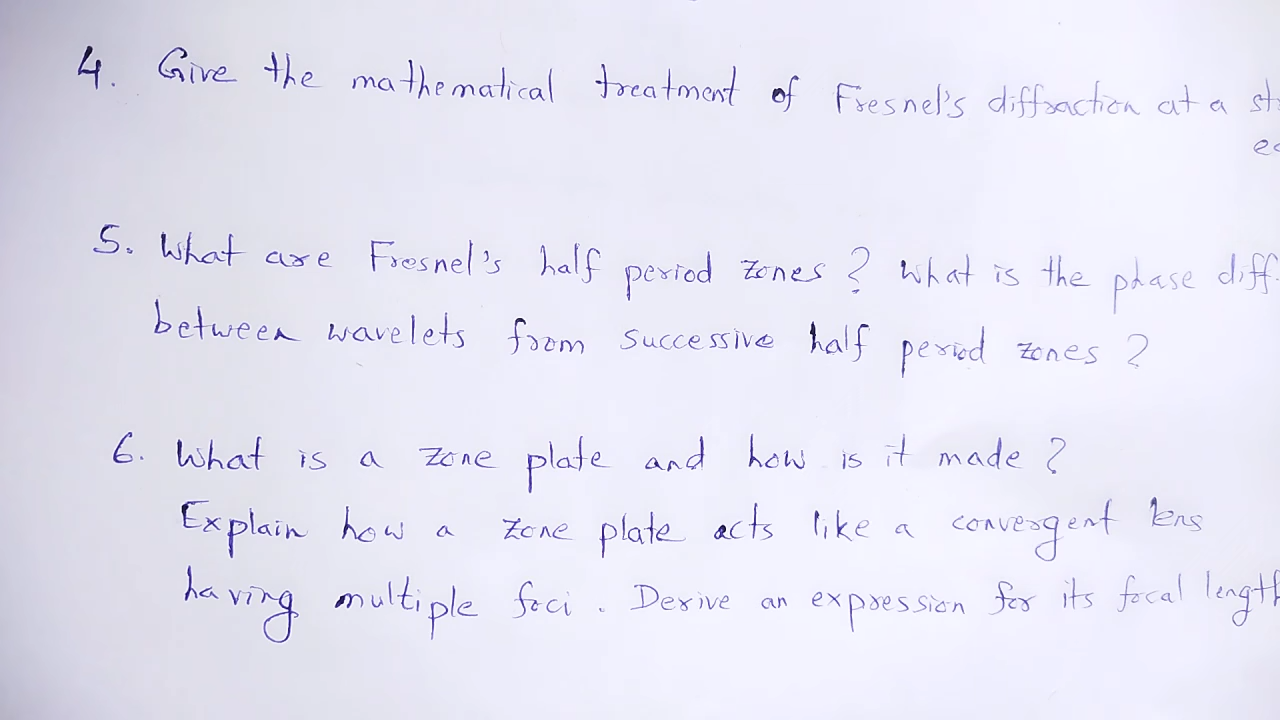 4. Give the mathematical treatment of Fresnel's diffraction at a
5. What are Fresnel's half period zones ? What is the phase diff.
between wavelets from successive half period zones ?
6. What is a zone plate and how is it made ?
Explain how a zone plate acts like a convergent lens
having multiple foci . Derive an expression for its focal length